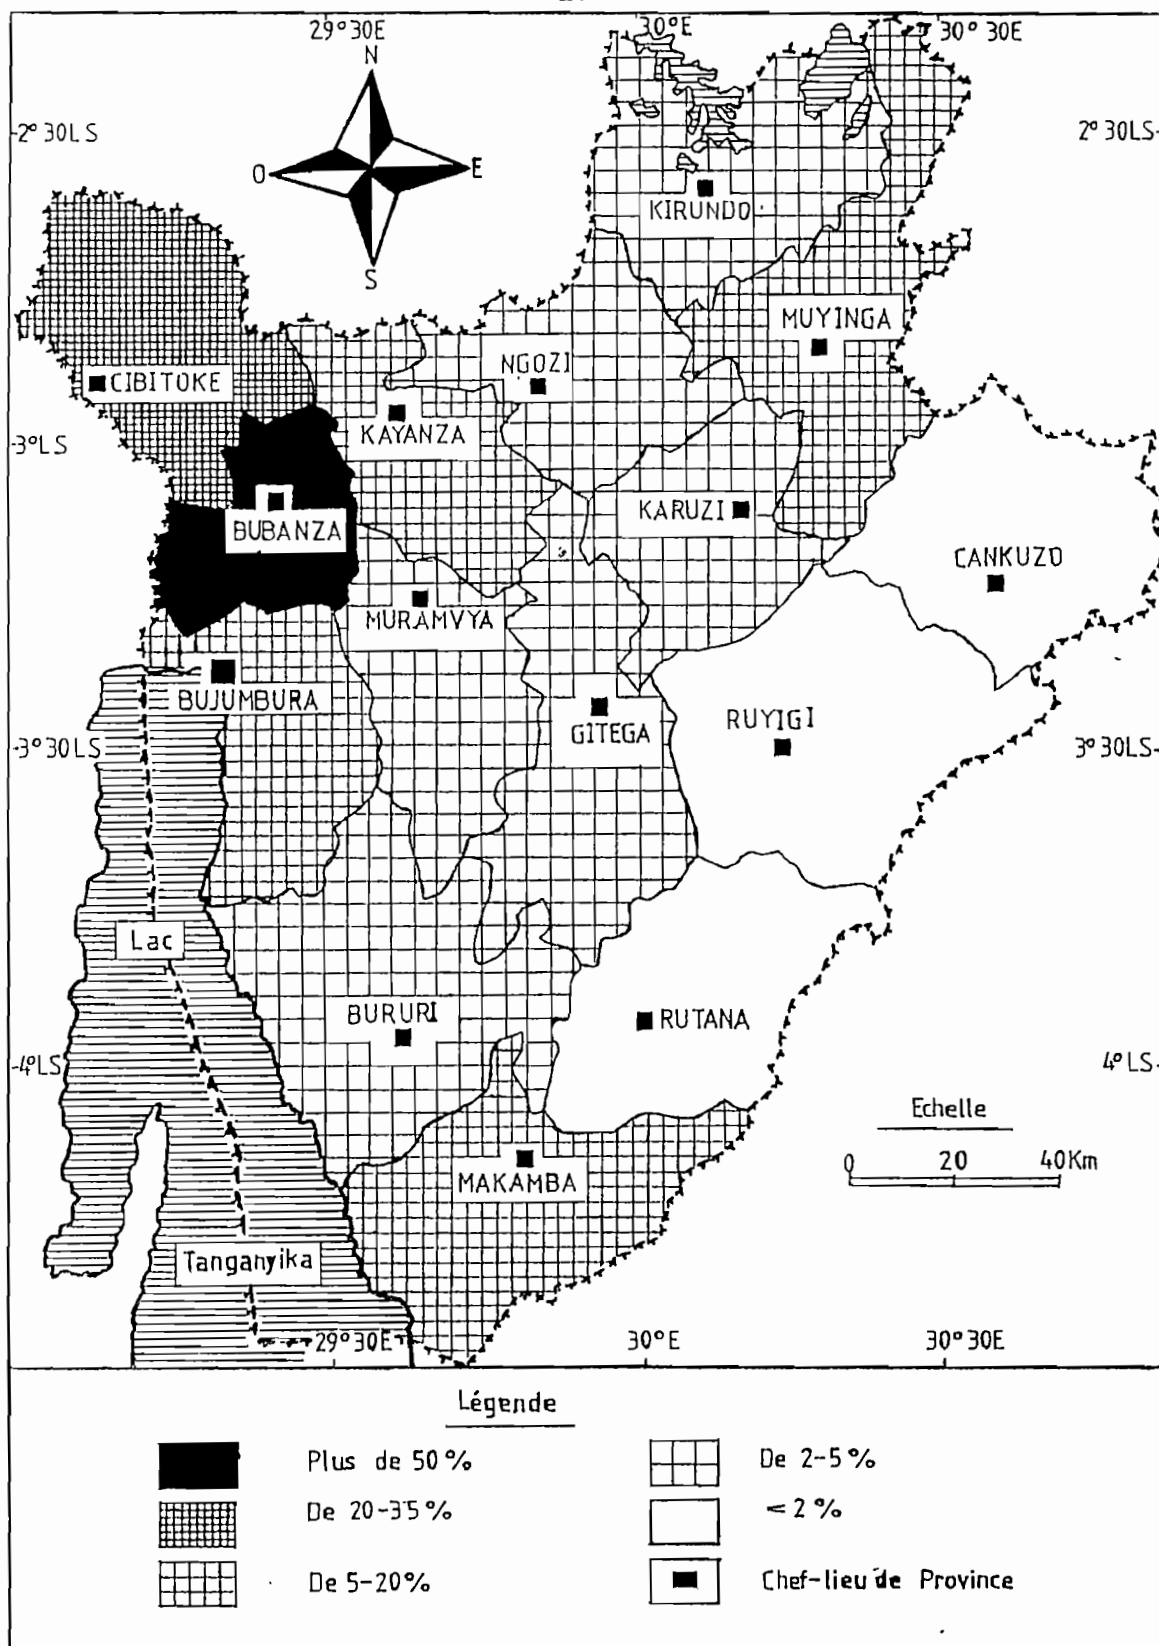 29°30E
30°E
30°30E
N
2°30LS
2°30LS
O
E
S
KIRUNDO
MUYINGA
NGOZI
CIBITOKE
KAYANZA
3°LS
KARUZI
BUBANZA
CANKUZO
MURAMVYA
BUJUMBURA
GITEGA
RUYIGI
3°30LS
3°30LS
Lac
BURURI
RUTANA
4°LS
4°LS
Echelle
0 20 40Km
MAKAMBA
Tanganyika
29°30E
30°E
30°30E
Légende
Plus de 50%
De 2-5%
De 20-35%
<2%
De 5-20%
Chef-lieu de Province